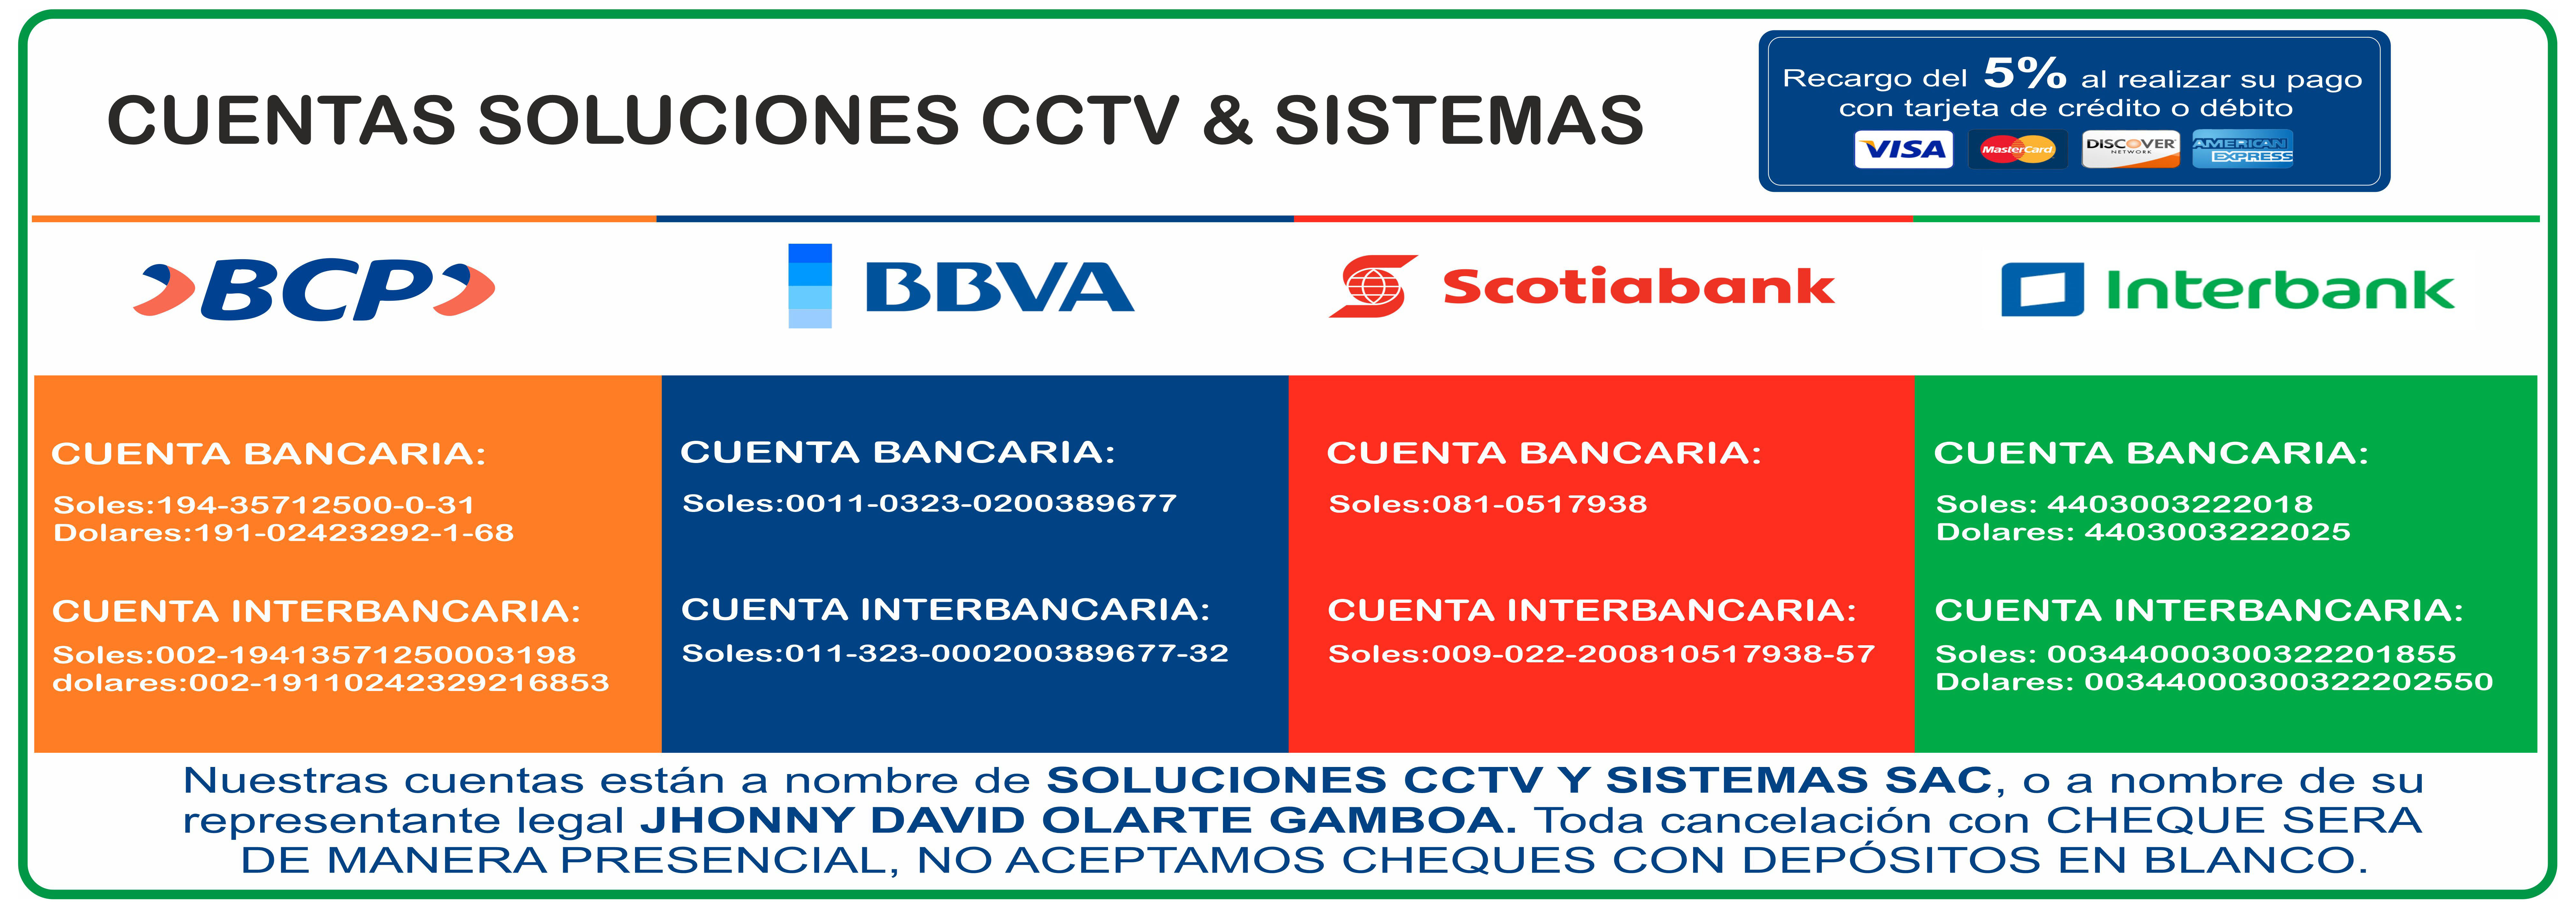 CUENTAS SOLUCIONES CCTV & SISTEMAS
Recargo del 5% al realizar su pago
con tarjeta de crédito o débito
VISA MasterCard DISCOVER AMERICAN
NETWORK EXPRESS
BCP BBVA Scotiabank Interbank
CUENTA BANCARIA:
Soles:194-35712500-0-31
Dolares:191-02423292-1-68
CUENTA INTERBANCARIA:
Soles:002-19413571250003198
dolares:002-19110242329216853
CUENTA BANCARIA:
Soles:0011-0323-0200389677
CUENTA INTERBANCARIA:
Soles:011-323-000200389677-32
CUENTA BANCARIA:
Soles:081-0517938
CUENTA INTERBANCARIA:
Soles:009-022-200810517938-57
CUENTA BANCARIA:
Soles: 4403003222018
Dolares: 4403003222025
CUENTA INTERBANCARIA:
Soles: 00344000300322201855
Dolares: 00344000300322202550
Nuestras cuentas están a nombre de SOLUCIONES CCTV Y SISTEMAS SAC, o a nombre de su
representante legal JHONNY DAVID OLARTE GAMBOA. Toda cancelación con CHEQUE SERA
DE MANERA PRESENCIAL, NO ACEPTAMOS CHEQUES CON DEPÓSITOS EN BLANCO.